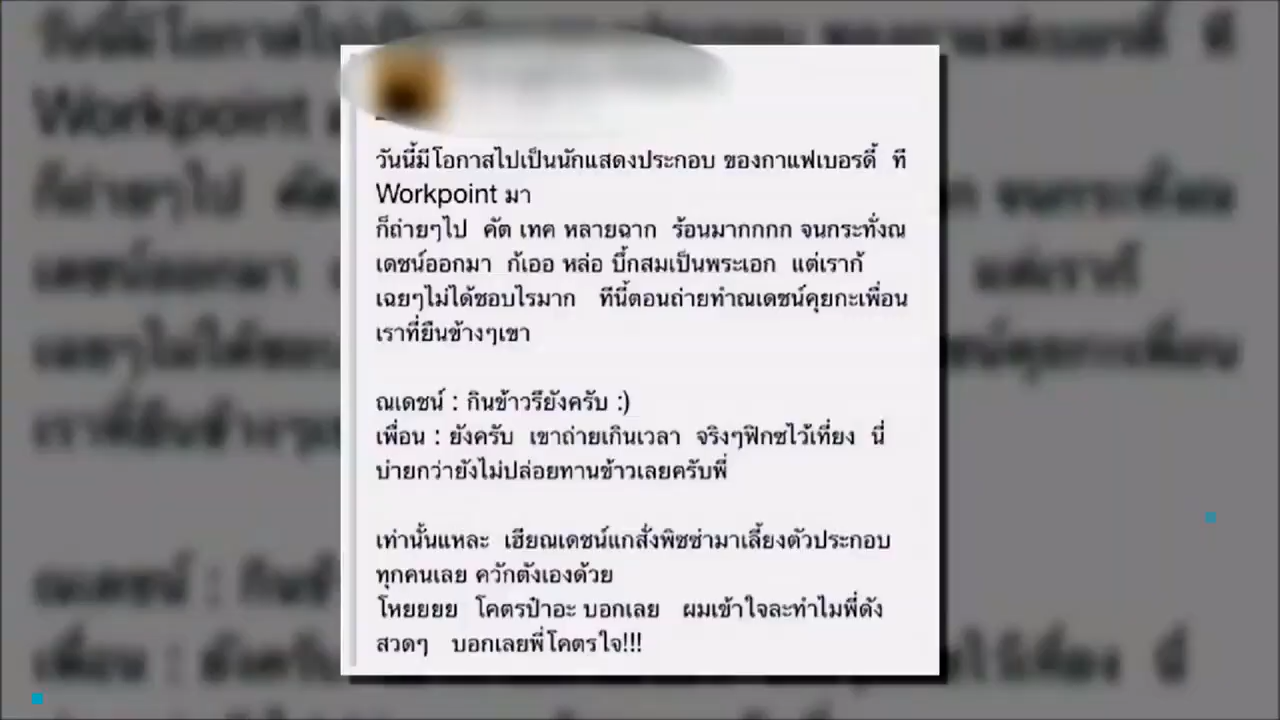 วันนี้มีโอกาสไปเป็นนักแสดงประกอบ ของกาแฟเบอรดี้ ที
Workpoint มา
ก็ถ่ายๆไป คัต เทค หลายฉาก ร้อนมากกกก จนกระทั่งณ
เดชน์ออกมา ก้เออ หล่อ บึ้กสมเป็นพระเอก แต่เราก้
เฉยๆไม่ได้ชอบไรมาก ทีนี้ตอนถ่ายทำณเดชน์คุยกะเพื่อน
เราที่ยืนข้างๆเขา
ณเดชน์ : กินข้าวรึยังครับ :)
เพื่อน : ยังครับ เขาถ่ายเกินเวลา จริงๆฟิกซไว้เที่ยง นี่
บ่ายกว่ายังไม่ปล่อยทานข้าวเลยครับพี่
เท่านั้นแหละ เฮียณเดชน์แกสั่งพิซซ่ามาเลี้ยงตัวประกอบ
ทุกคนเลย ควักตังเองด้วย
โหยยยย โคตรป๋าอะ บอกเลย ผมเข้าใจละทำไมพี่ดัง
สวดๆ บอกเลยพี่โคตรใจ!!!